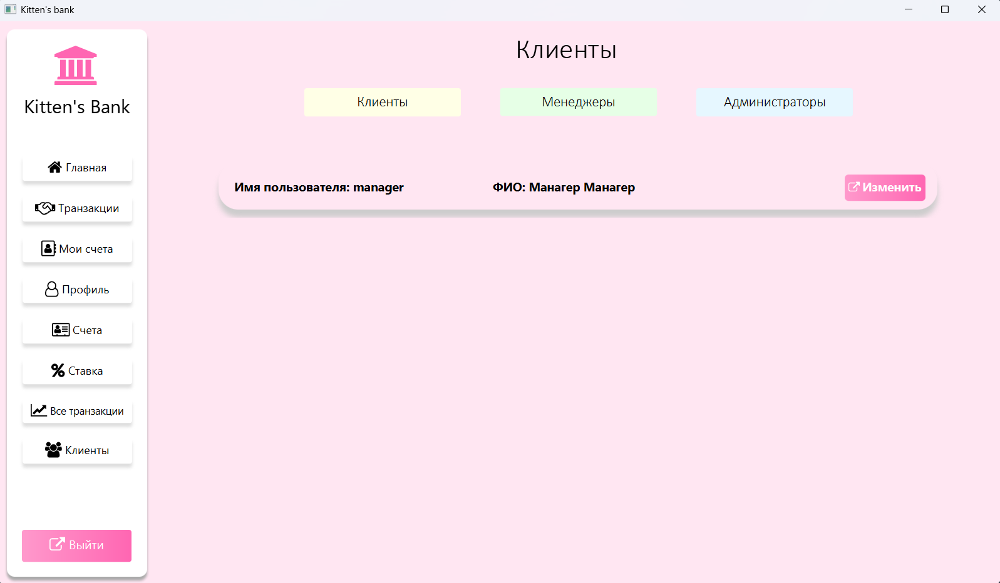 Kitten's bank
Kitten's Bank
Главная
Транзакции
Мои счета
Профиль
Счета
Ставка
Все транзакции
Клиенты
Выйти
Клиенты
Клиенты Менеджеры Администраторы
Имя пользователя: manager ФИО: Манагер Манагер Изменить